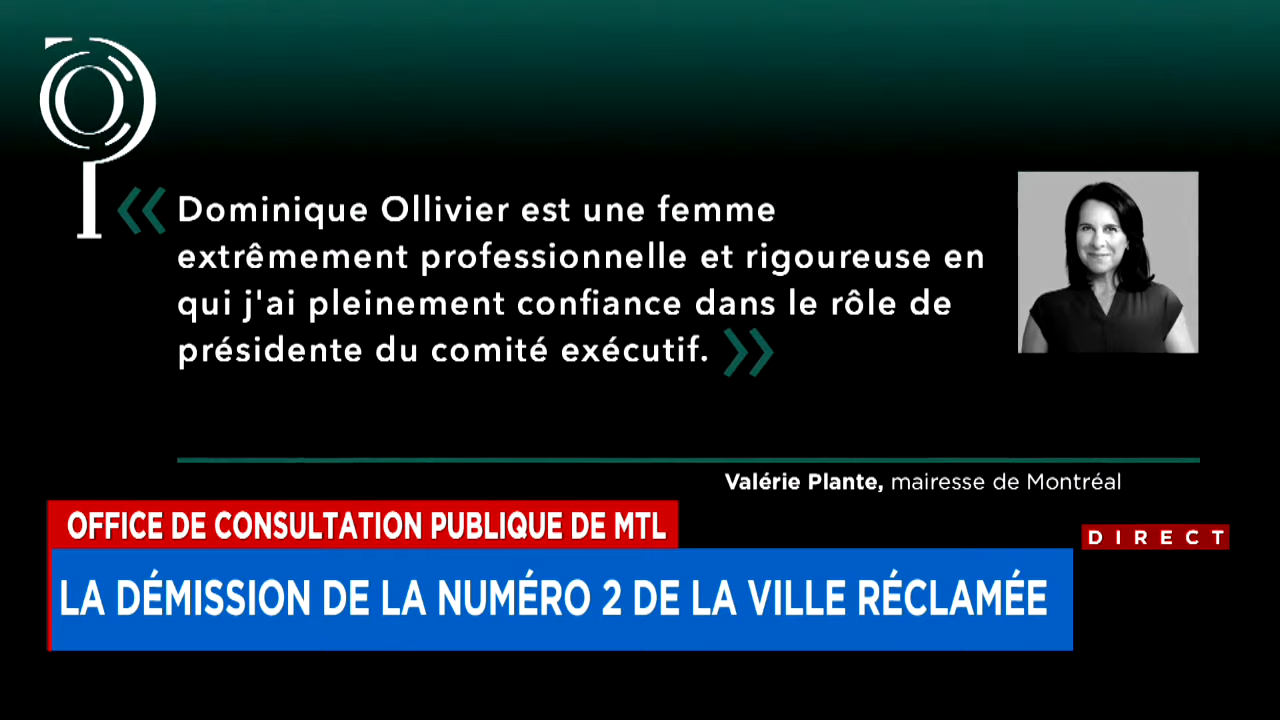 « Dominique Ollivier est une femme
extrêmement professionnelle et rigoureuse en
qui j'ai pleinement confiance dans le rôle de
présidente du comité exécutif. »
Valérie Plante, mairesse de Montréal
OFFICE DE CONSULTATION PUBLIQUE DE MTL
DIRECT
LA DÉMISSION DE LA NUMÉRO 2 DE LA VILLE RÉCLAMÉE